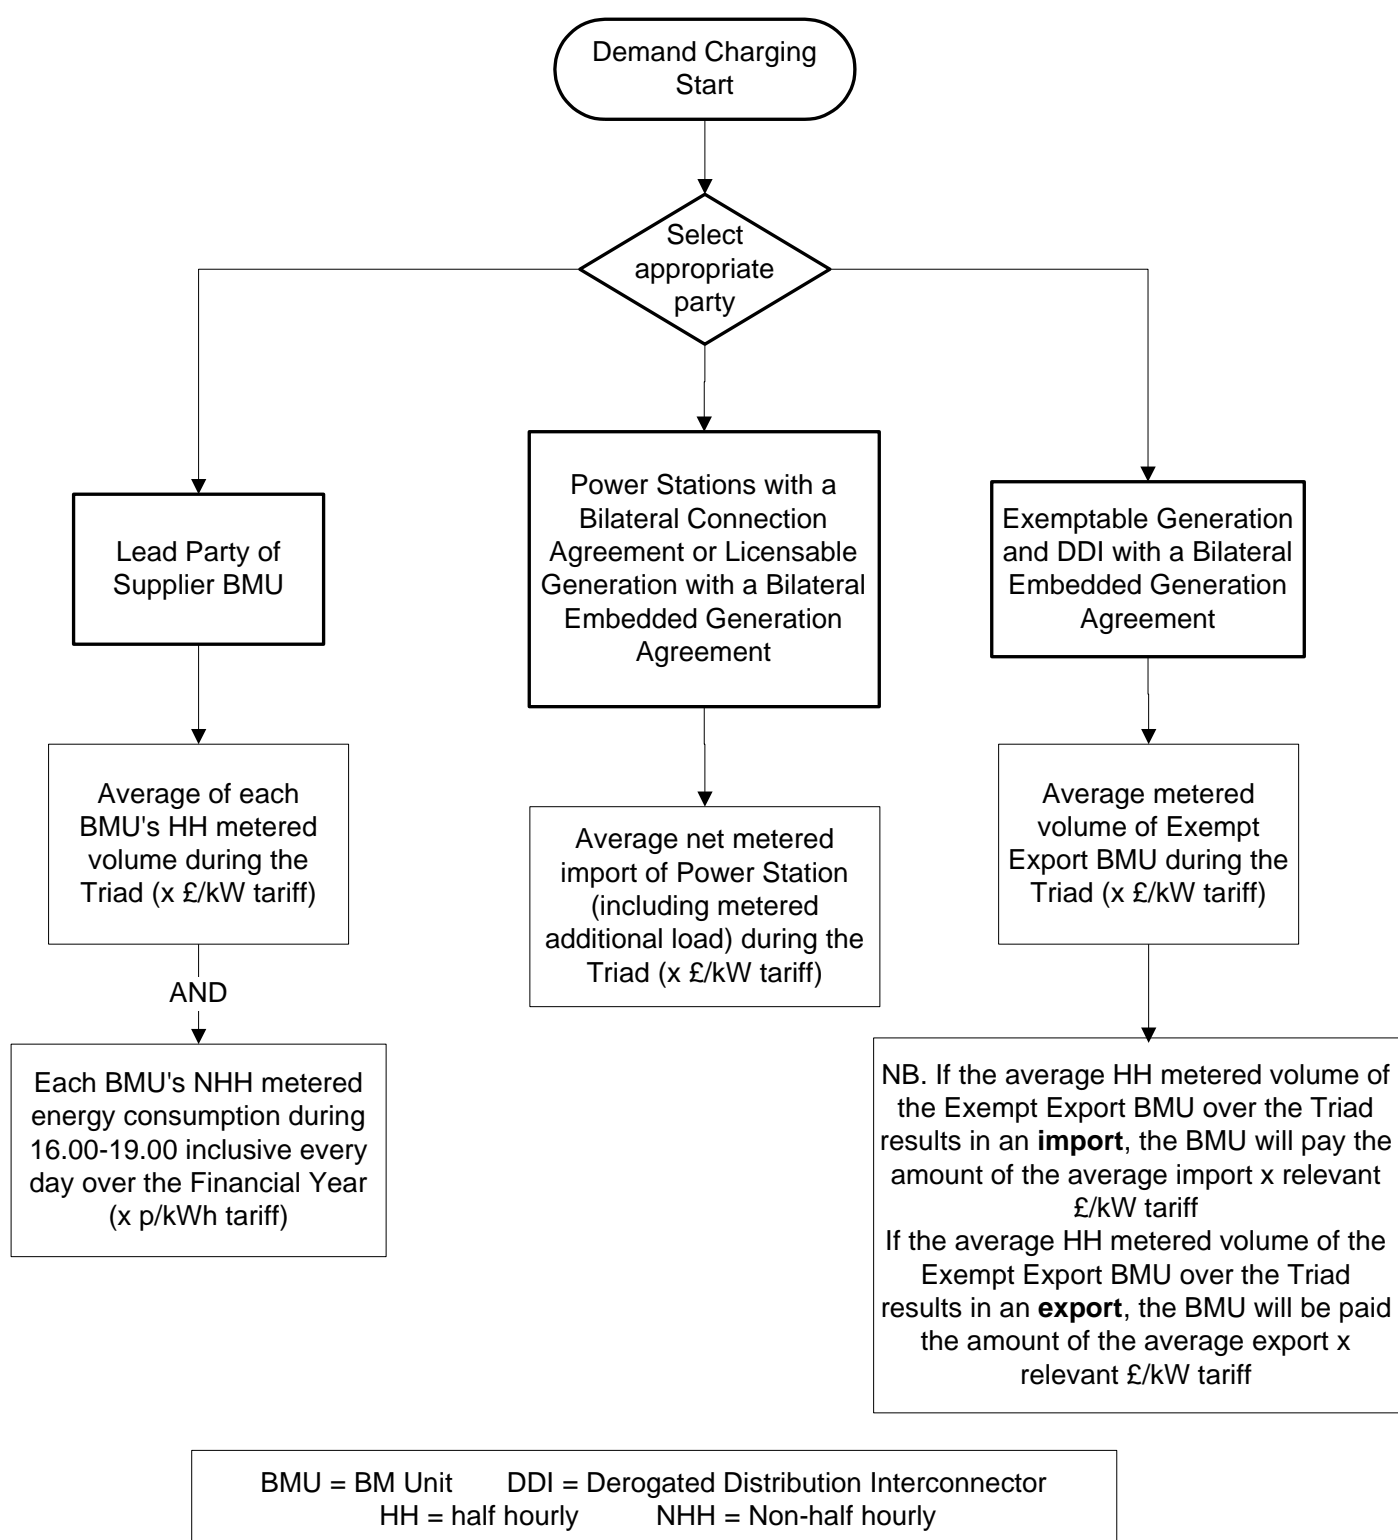 Demand Charging
Start
Select
appropriate
party
Lead Party of
Supplier BMU
Power Stations with a
Bilateral Connection
Agreement or Licensable
Generation with a Bilateral
Embedded Generation
Agreement
Exemptable Generation
and DDI with a Bilateral
Embedded Generation
Agreement
Average of each
BMU's HH metered
volume during the
Triad (x £/kW tariff)
Average net metered
import of Power Station
(including metered
additional load) during the
Triad (x £/kW tariff)
Average metered
volume of Exempt
Export BMU during the
Triad (x £/kW tariff)
AND
Each BMU's NHH metered
energy consumption during
16.00-19.00 inclusive every
day over the Financial Year
(x p/kWh tariff)
NB. If the average HH metered volume of
the Exempt Export BMU over the Triad
results in an import, the BMU will pay the
amount of the average import x relevant
£/kW tariff
If the average HH metered volume of the
Exempt Export BMU over the Triad
results in an export, the BMU will be paid
the amount of the average export x
relevant £/kW tariff
BMU = BM Unit DDI = Derogated Distribution Interconnector
HH = half hourly NHH = Non-half hourly